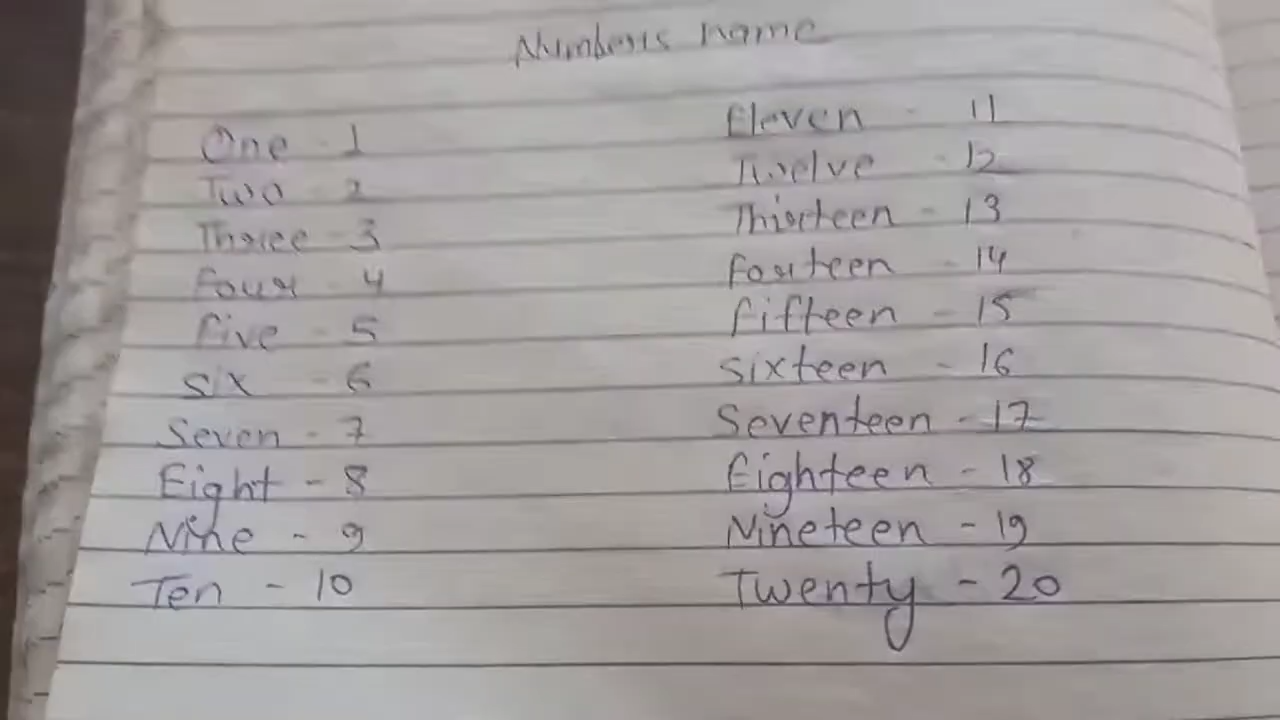 Numbers name
One - 1
Two - 2
Three - 3
Four - 4
Five - 5
Six - 6
Seven - 7
Eight - 8
Nine - 9
Ten - 10
Eleven - 11
Twelve - 12
Thirteen - 13
Forteen - 14
Fifteen - 15
Sixteen - 16
Seventeen - 17
Eighteen - 18
Nineteen - 19
Twenty - 20